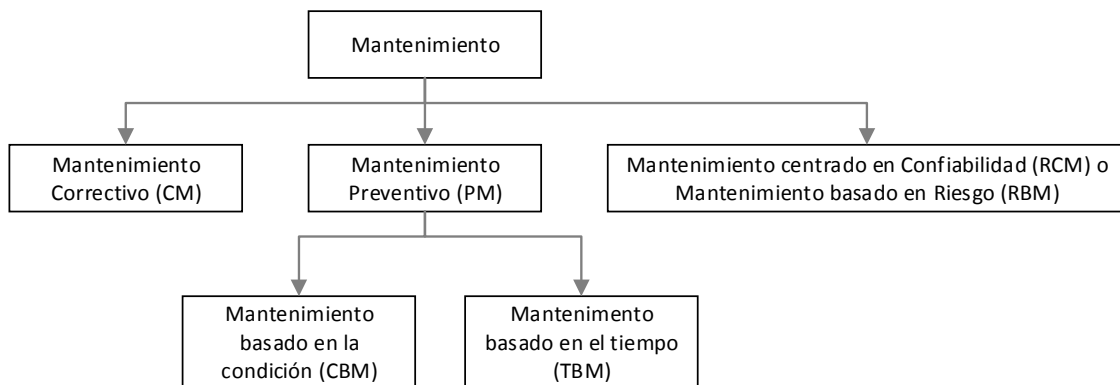 Mantenimiento
Mantenimiento
Correctivo (CM)
Mantenimiento
Preventivo (PM)
Mantenimiento centrado en Confiabilidad (RCM) o
Mantenimiento basado en Riesgo (RBM)
Mantenimiento
basado en la
condición (CBM)
Mantenimiento
basado en el tiempo
(TBM)